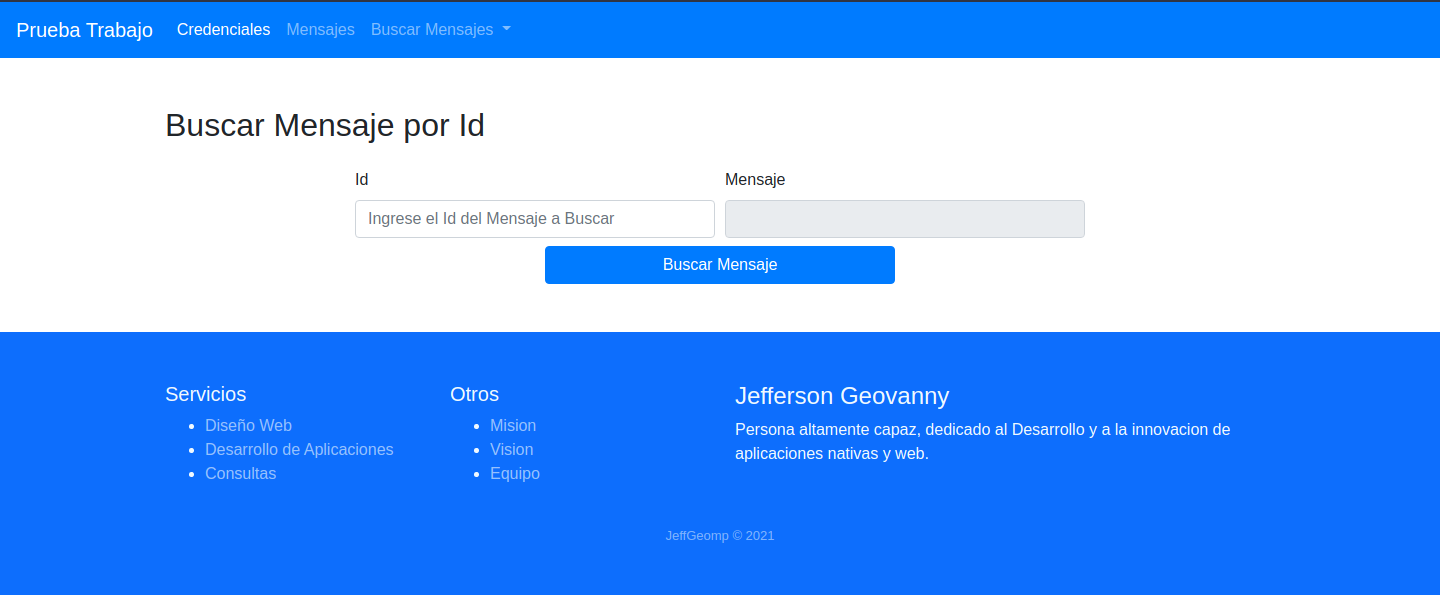 Prueba Trabajo Credenciales Mensajes Buscar Mensajes
Buscar Mensaje por Id
Id Mensaje
Ingrese el Id del Mensaje a Buscar
Buscar Mensaje
Servicios
Diseño Web
Desarrollo de Aplicaciones
Consultas
Otros
Mision
Vision
Equipo
Jefferson Geovanny
Persona altamente capaz, dedicado al Desarrollo y a la innovacion de
aplicaciones nativas y web.
JeffGeomp © 2021